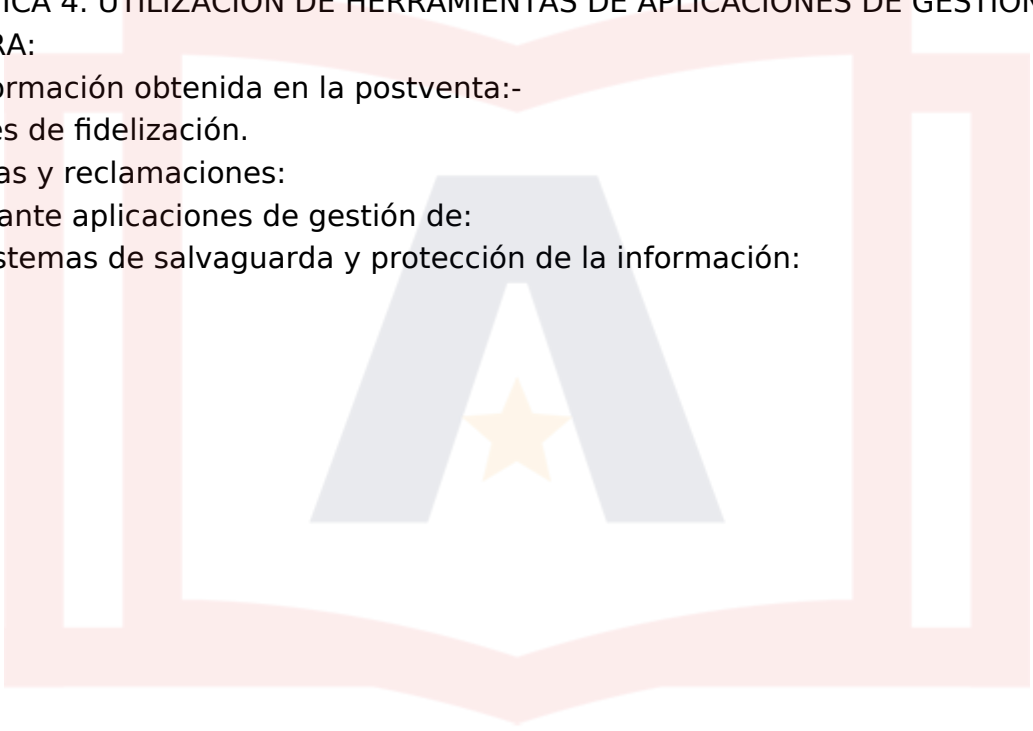 ICA 4. UTILIZACIÓN DE HERRAMIENTAS DE APLICACIONES DE GESTIÓN
RA:
ormación obtenida en la postventa:-
es de fidelización.
as y reclamaciones:
ante aplicaciones de gestión de:
stemas de salvaguarda y protección de la información: